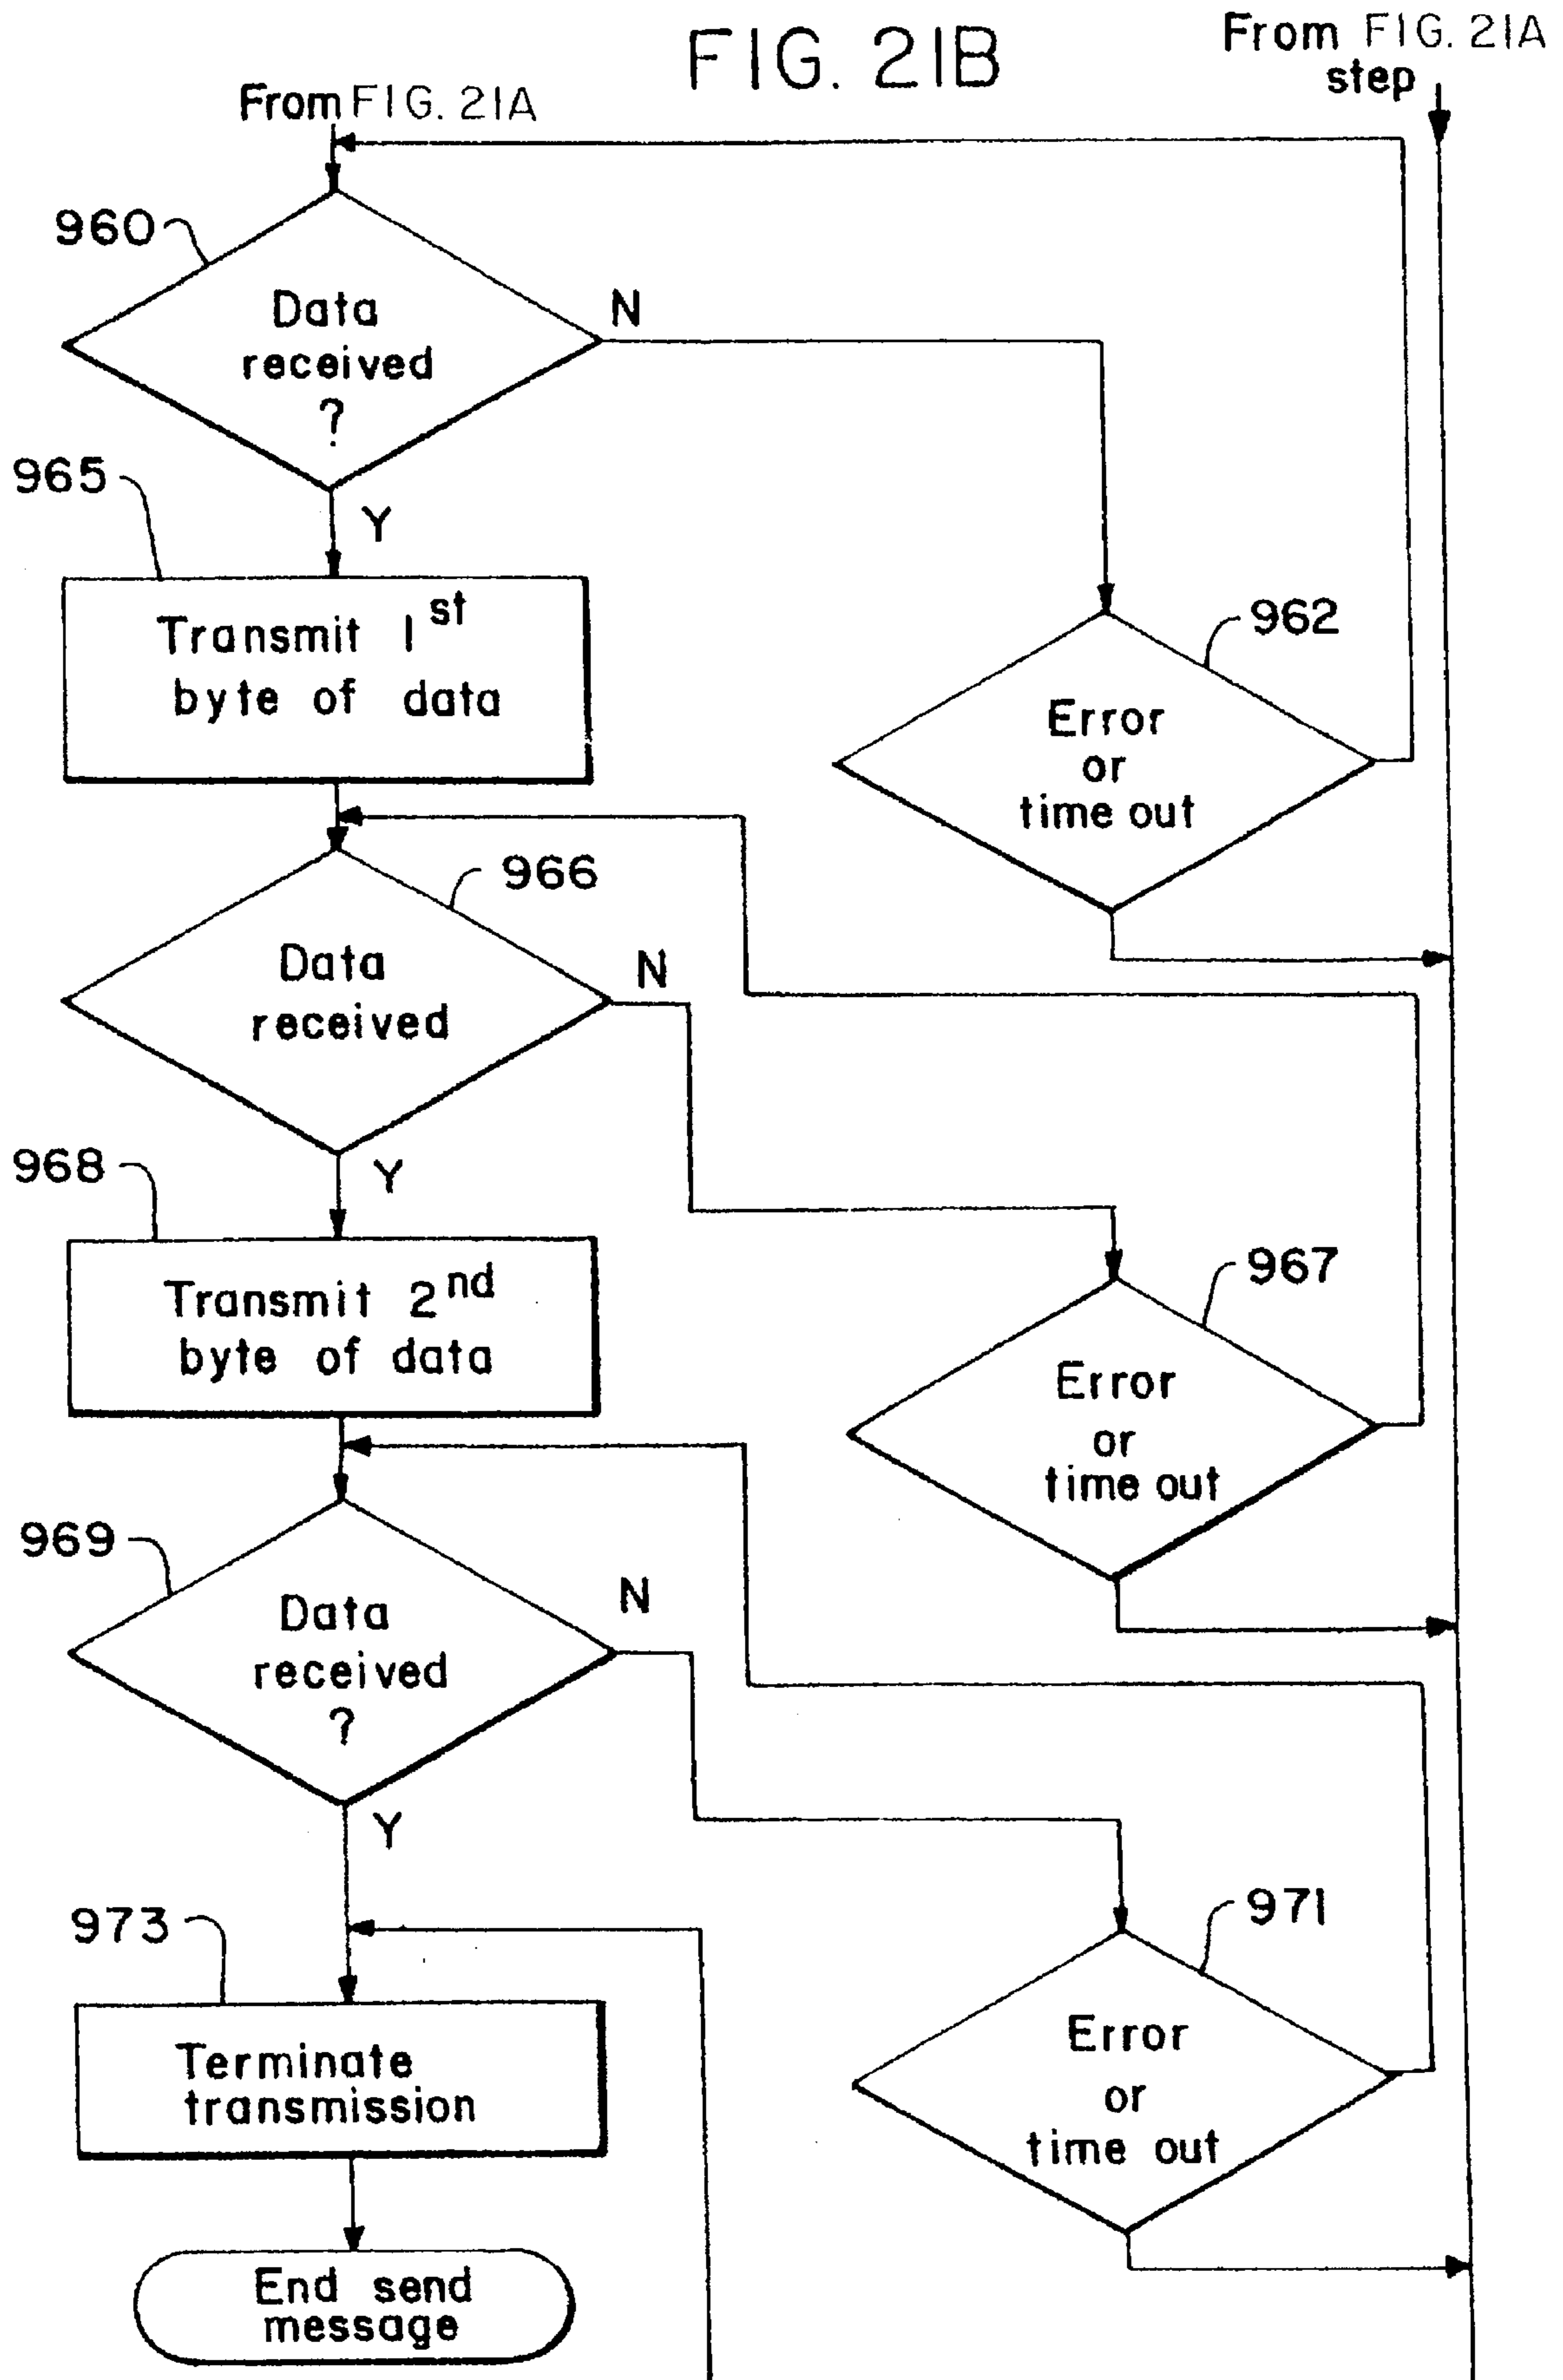 FIG. 21B
From FIG. 21A
step
From FIG. 21A
960
Data
received
?
N
Y
965
Transmit 1st
byte of data
962
Error
or
time out
966
Data
received
N
Y
968
Transmit 2nd
byte of data
967
Error
or
time out
969
Data
received
?
N
Y
971
Error
or
time out
973
Terminate
transmission
End send
message